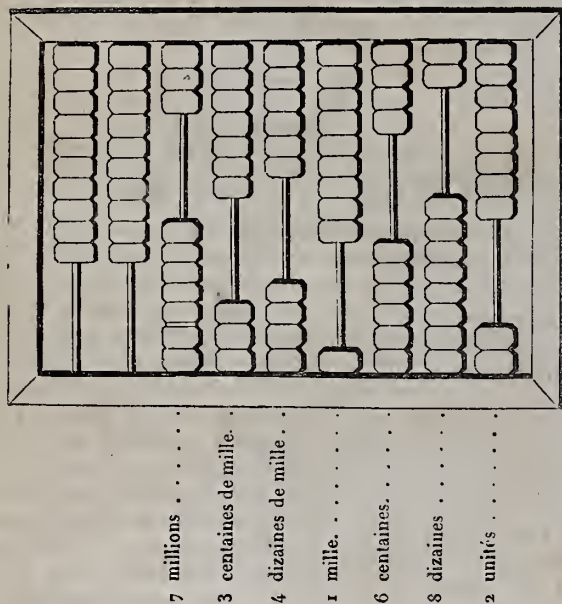 7 millions . . . . .
3 centaines de mille. .
4 dizaines de mille . .
1 mille. . . . . . . .
6 centaines. . . . .
8 dizaines . . . . .
2 unités . . . . . . .